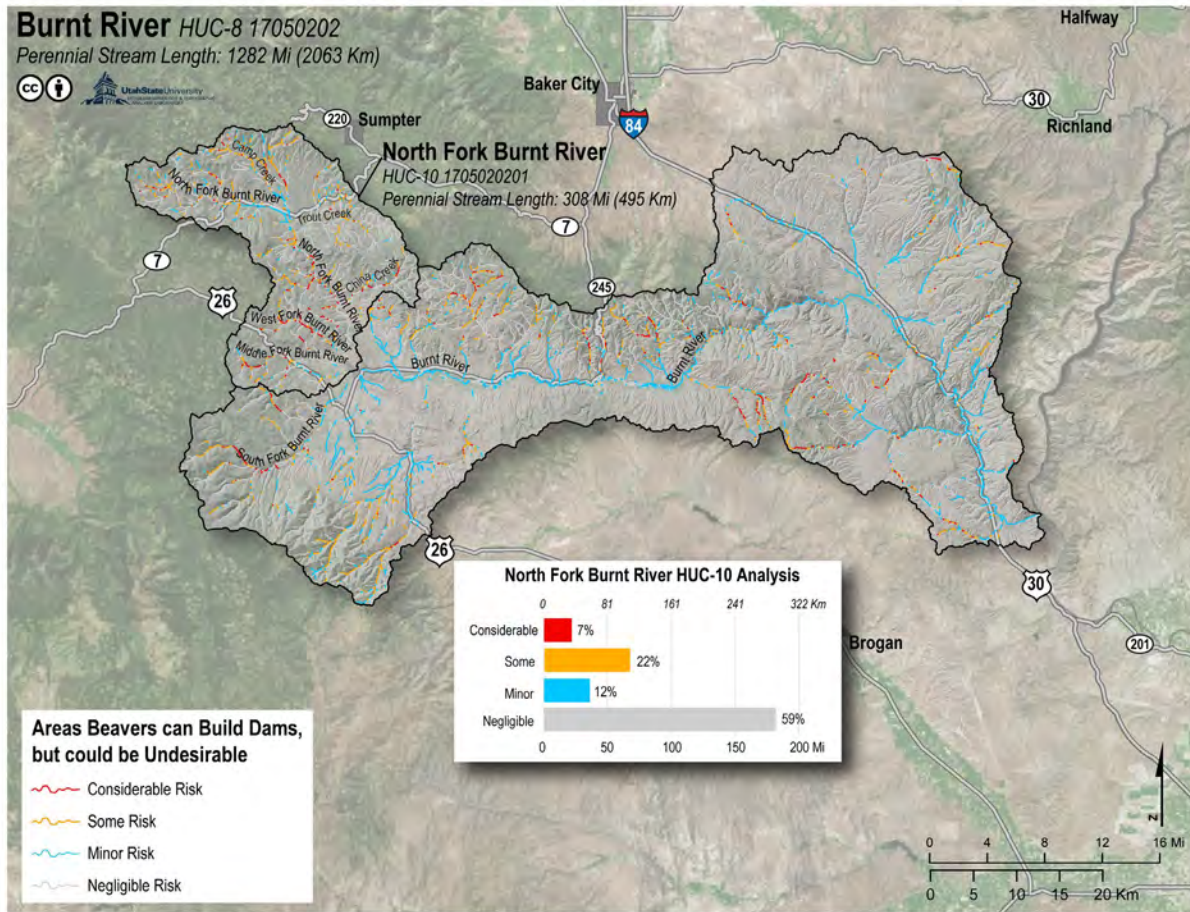 Burnt River HUC-8 17050202
Perennial Stream Length: 1282 Mi (2063 Km)
cc
UtahStateUniversity
Halfway
Baker City
30
Richland
84
220
Sumpter
North Fork Burnt River
HUC-10 1705020201
Perennial Stream Length: 308 Mi (495 Km)
7
Camp Creek
North Fork Burnt River
Trout Creek
7
North Fork Burnt River
China Creek
26
245
West Fork Burnt River
Middle Fork Burnt River
Burnt River
Burnt River
South Fork Burnt River
26
30
201
Brogan
North Fork Burnt River HUC-10 Analysis
0 81 161 241 322 Km
Considerable 7%
Some 22%
Minor 12%
Negligible 59%
0 50 100 150 200 Mi
Areas Beavers can Build Dams,
but could be Undesirable
Considerable Risk
Some Risk
Minor Risk
Negligible Risk
N
0 4 8 12 16 Mi
0 5 10 15 20 Km